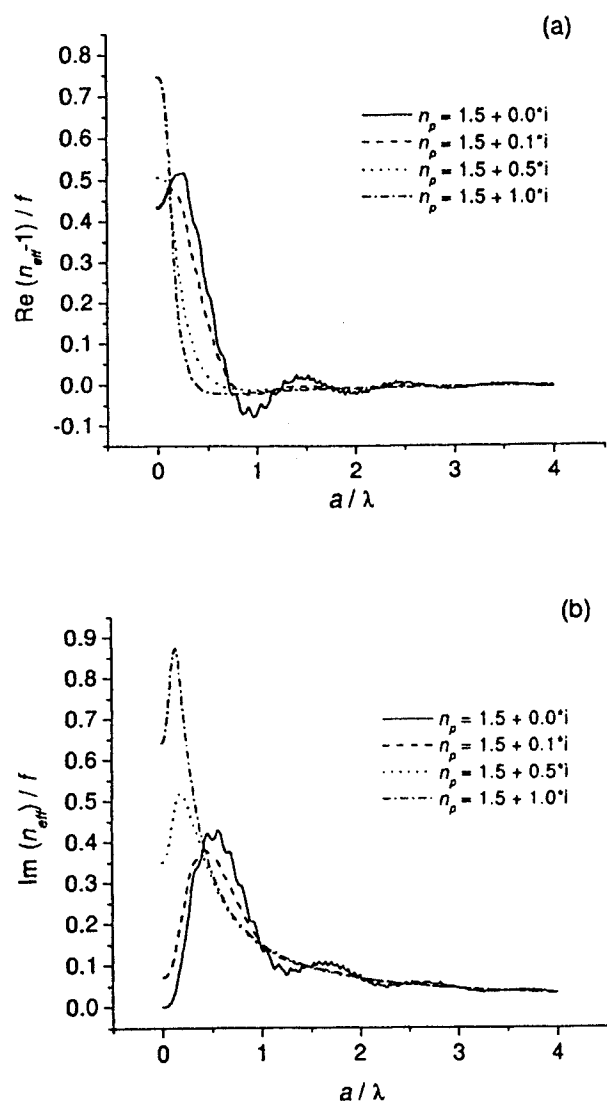 (a)
0.8
0.7
0.6
0.5
0.4
0.3
0.2
0.1
0.0
-0.1
Re (n_eff-1) / f
n_p = 1.5 + 0.0*i
n_p = 1.5 + 0.1*i
n_p = 1.5 + 0.5*i
n_p = 1.5 + 1.0*i
0 1 2 3 4
a / λ
(b)
0.9
0.8
0.7
0.6
0.5
0.4
0.3
0.2
0.1
0.0
Im (n_eff) / f
n_p = 1.5 + 0.0*i
n_p = 1.5 + 0.1*i
n_p = 1.5 + 0.5*i
n_p = 1.5 + 1.0*i
0 1 2 3 4
a / λ